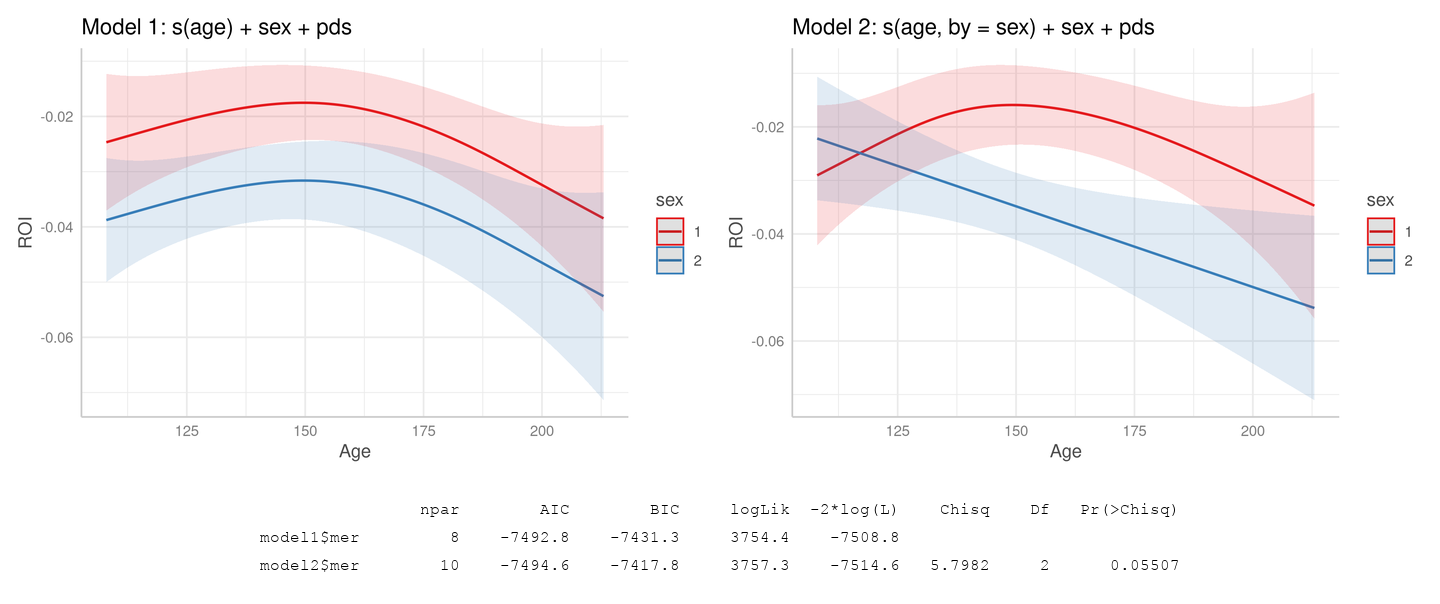 Model 1: s(age) + sex + pds
-0.02
-0.04
-0.06
ROI
125 150 175 200
Age
sex
1
2
Model 2: s(age, by = sex) + sex + pds
-0.02
-0.04
-0.06
ROI
125 150 175 200
Age
sex
1
2
npar AIC BIC logLik -2*log(L) Chisq Df Pr(>Chisq)
model1$mer 8 -7492.8 -7431.3 3754.4 -7508.8
model2$mer 10 -7494.6 -7417.8 3757.3 -7514.6 5.7982 2 0.05507